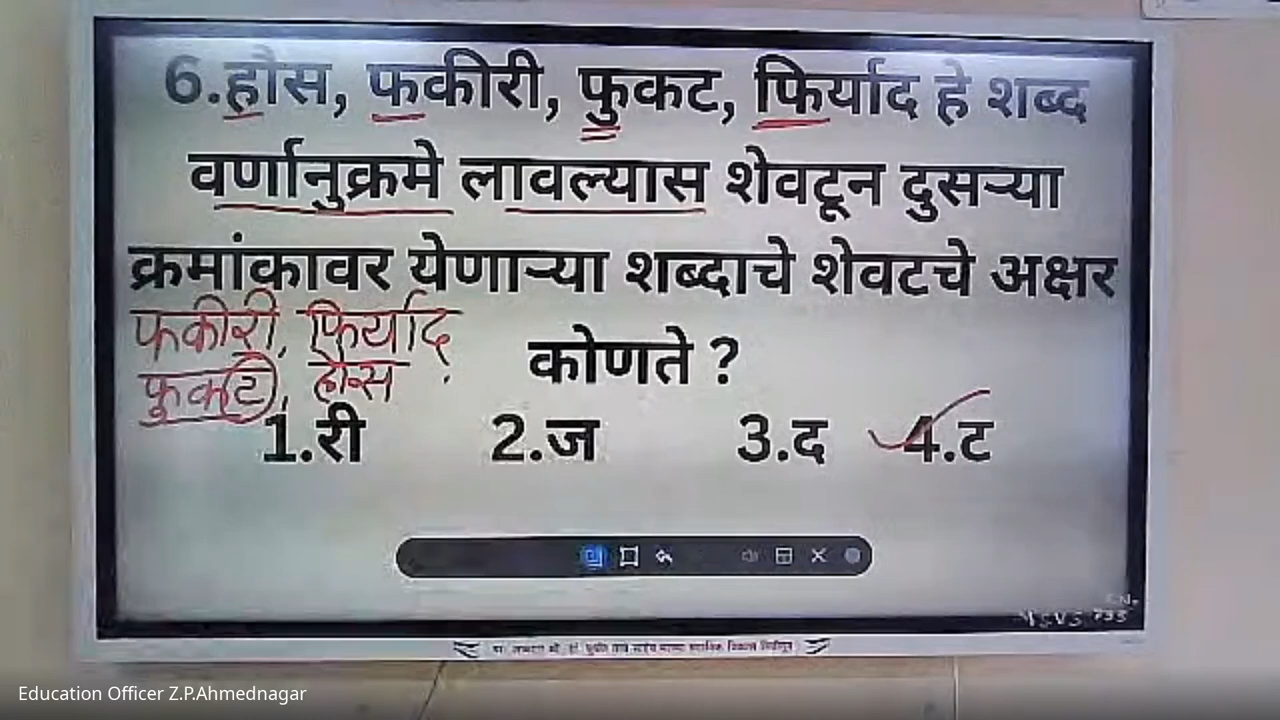 6.हौस, फकीरी, फुकट, फिर्याद हे शब्द
वर्णानुक्रमे लावल्यास शेवटून दुसऱ्या
क्रमांकावर येणाऱ्या शब्दाचे शेवटचे अक्षर
कोणते ?
फकीरी, फिर्याद,
फुकट, हौस
1.री 2.ज 3.द 4.ट
Education Officer Z.P.Ahmednagar